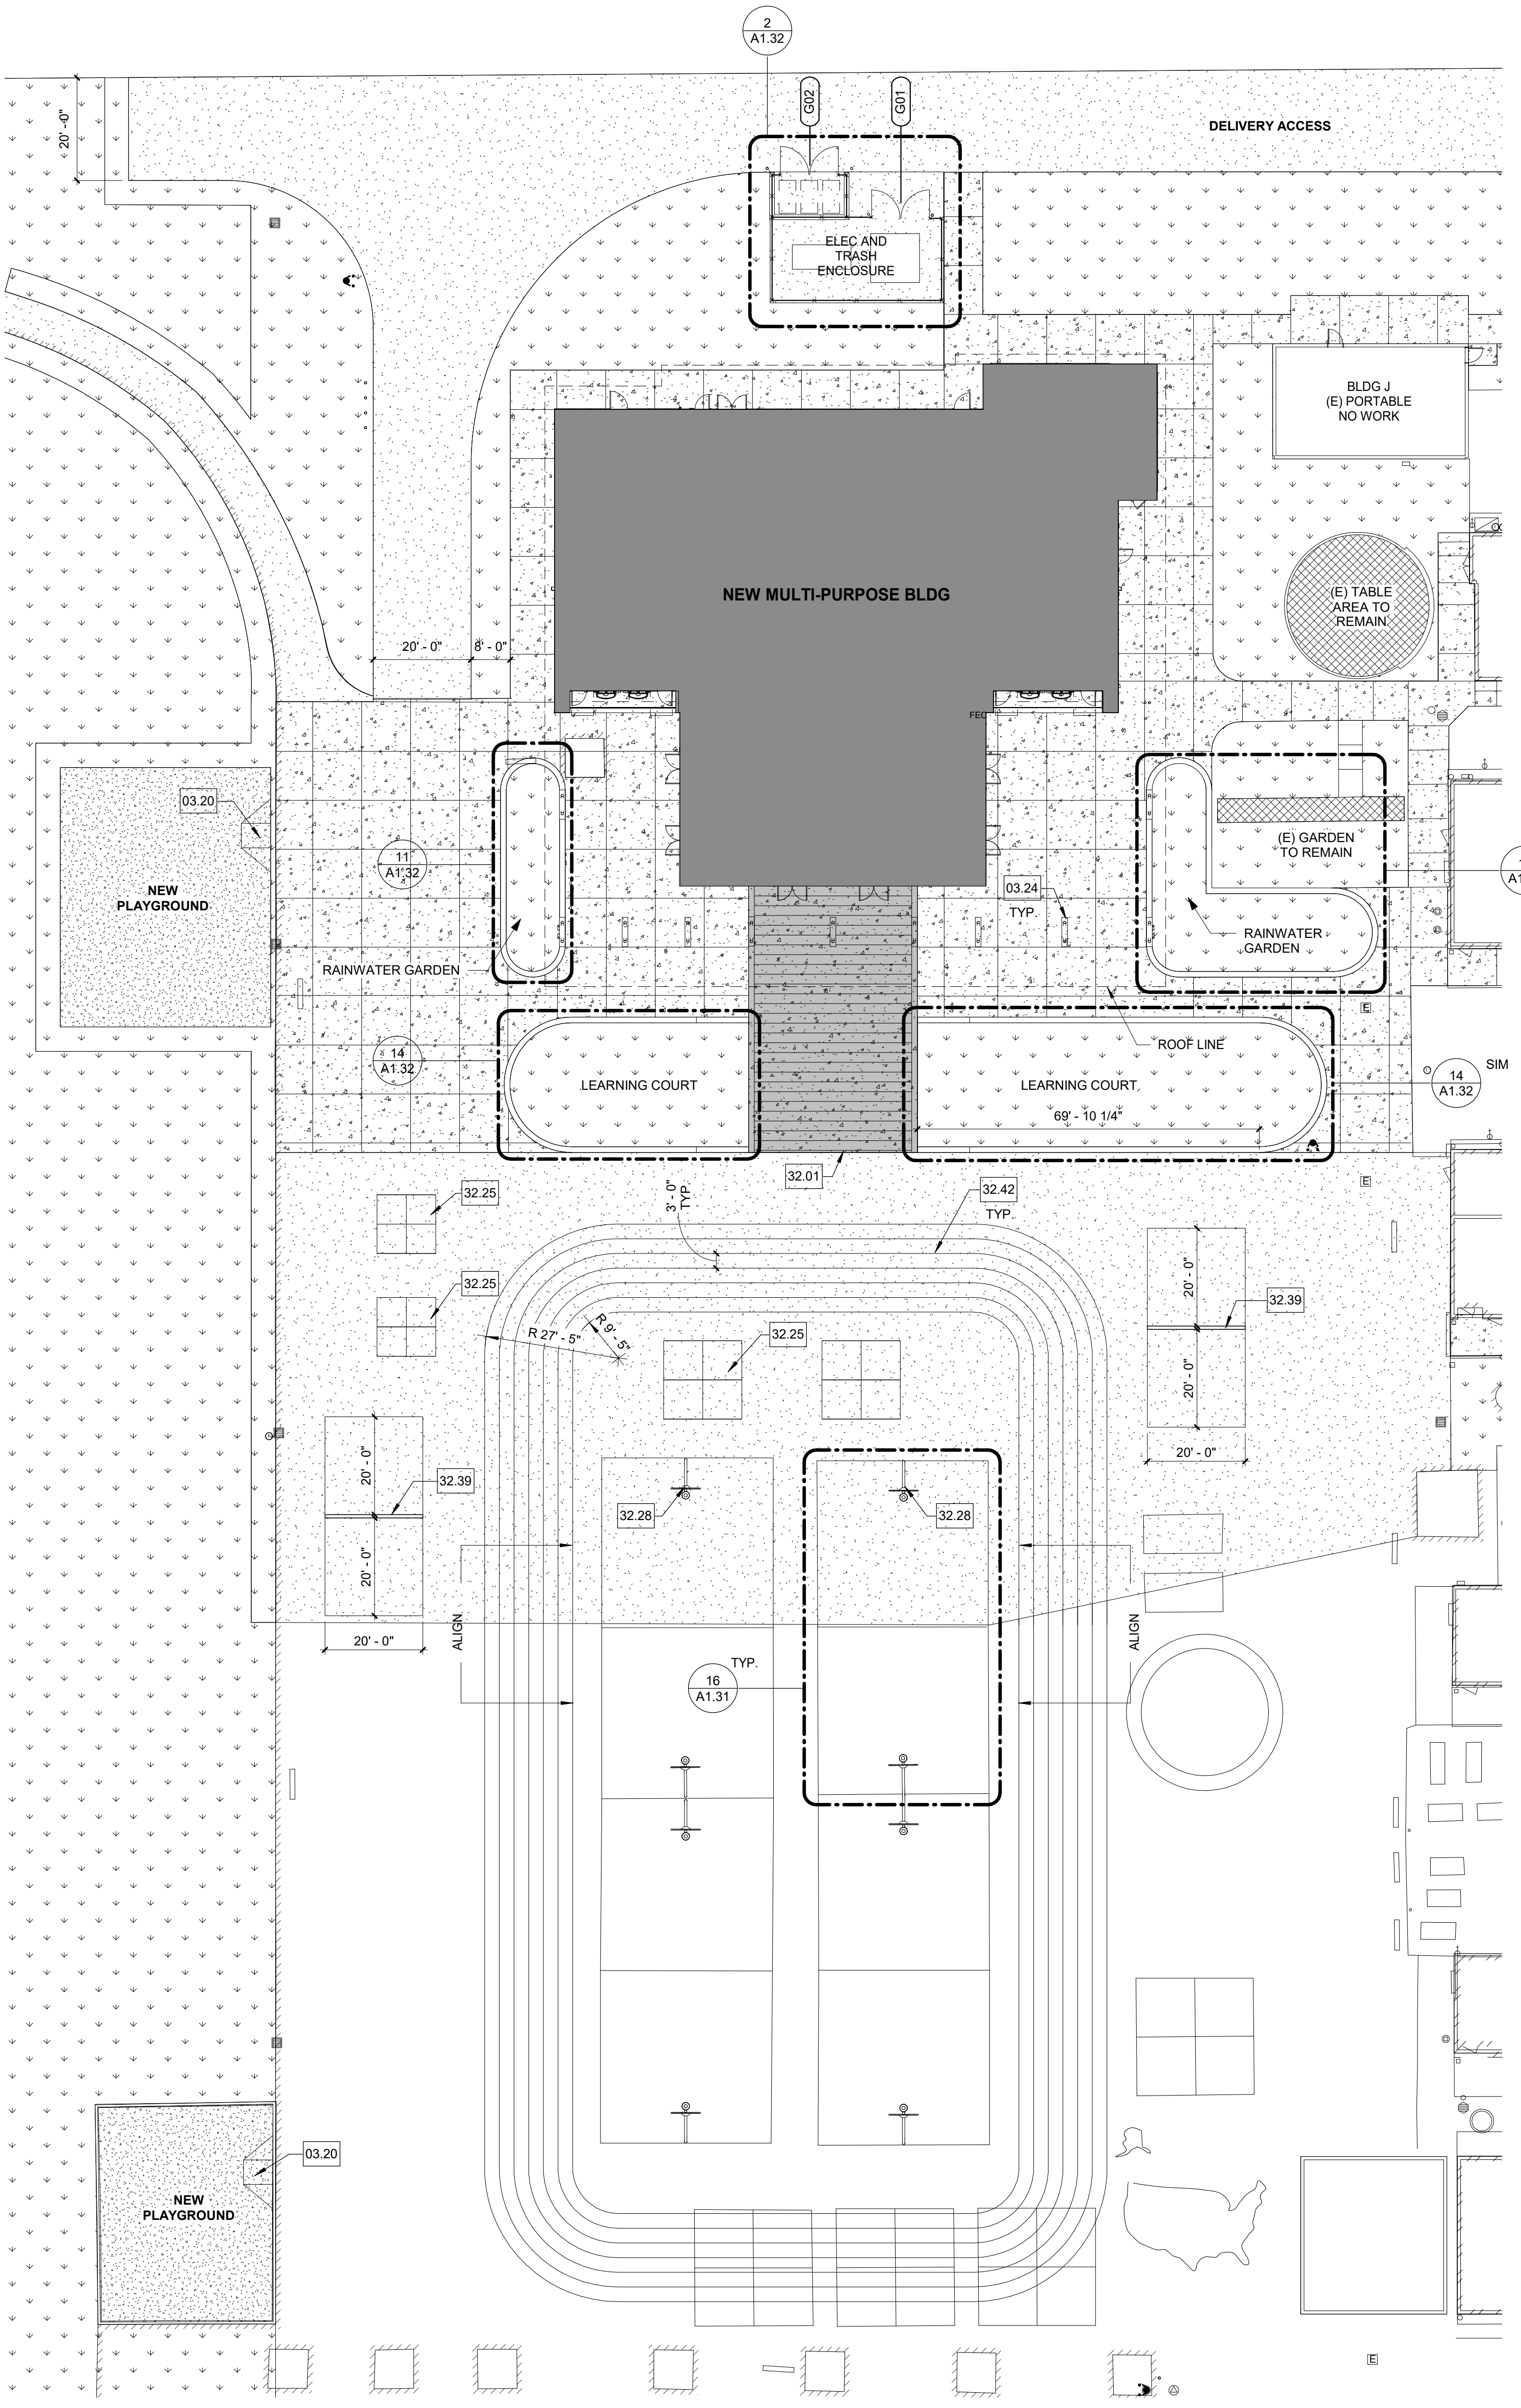 2
A1.32
G02
G01
DELIVERY ACCESS
20' -0"
ELEC AND
TRASH
ENCLOSURE
BLDG J
(E) PORTABLE
NO WORK
NEW MULTI-PURPOSE BLDG
(E) TABLE
AREA TO
REMAIN
20' - 0"
8' - 0"
FEC
03.20
NEW
PLAYGROUND
11
A1.32
(E) GARDEN
TO REMAIN
03.24
TYP.
RAINWATER
GARDEN
RAINWATER GARDEN
E
14
A1.32
ROOF LINE
LEARNING COURT
LEARNING COURT
69' - 10 1/4"
SIM
14
A1.32
32.01
E
32.25
3' - 0"
TYP.
32.42
TYP.
32.25
20' - 0"
32.39
R 27' - 5"
R 9' - 5"
32.25
20' - 0"
20' - 0"
20' - 0"
32.39
32.28
32.28
20' - 0"
20' - 0"
ALIGN
ALIGN
TYP.
16
A1.31
03.20
NEW
PLAYGROUND
E